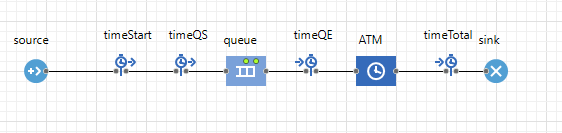 source
timeStart
timeQS
queue
timeQE
ATM
timeTotal
sink